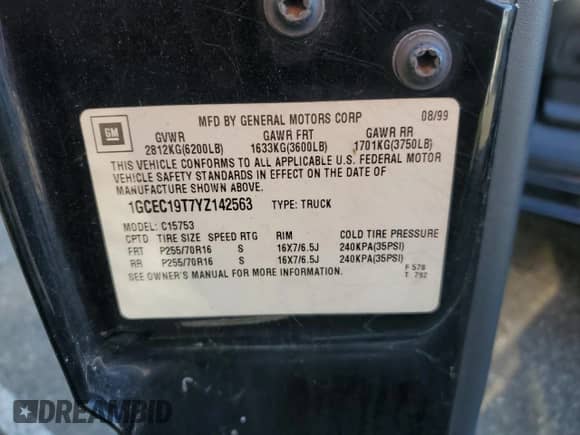 GM
MFD BY GENERAL MOTORS CORP 08/99
GVWR GAWR FRT GAWR RR
2812KG(6200LB) 1633KG(3600LB) 1701KG(3750LB)
THIS VEHICLE CONFORMS TO ALL APPLICABLE U.S. FEDERAL MOTOR
VEHICLE SAFETY STANDARDS IN EFFECT ON THE DATE OF
MANUFACTURE SHOWN ABOVE.
1GCEC19T7YZ142563 TYPE: TRUCK
MODEL: C15753
CPTD TIRE SIZE SPEED RTG RIM COLD TIRE PRESSURE
FRT P255/70R16 S 16X7/6.5J 240KPA(35PSI)
RR P255/70R16 S 16X7/6.5J 240KPA(35PSI)
SEE OWNER'S MANUAL FOR MORE INFORMATION.
F 578
T 792
DREAMBID